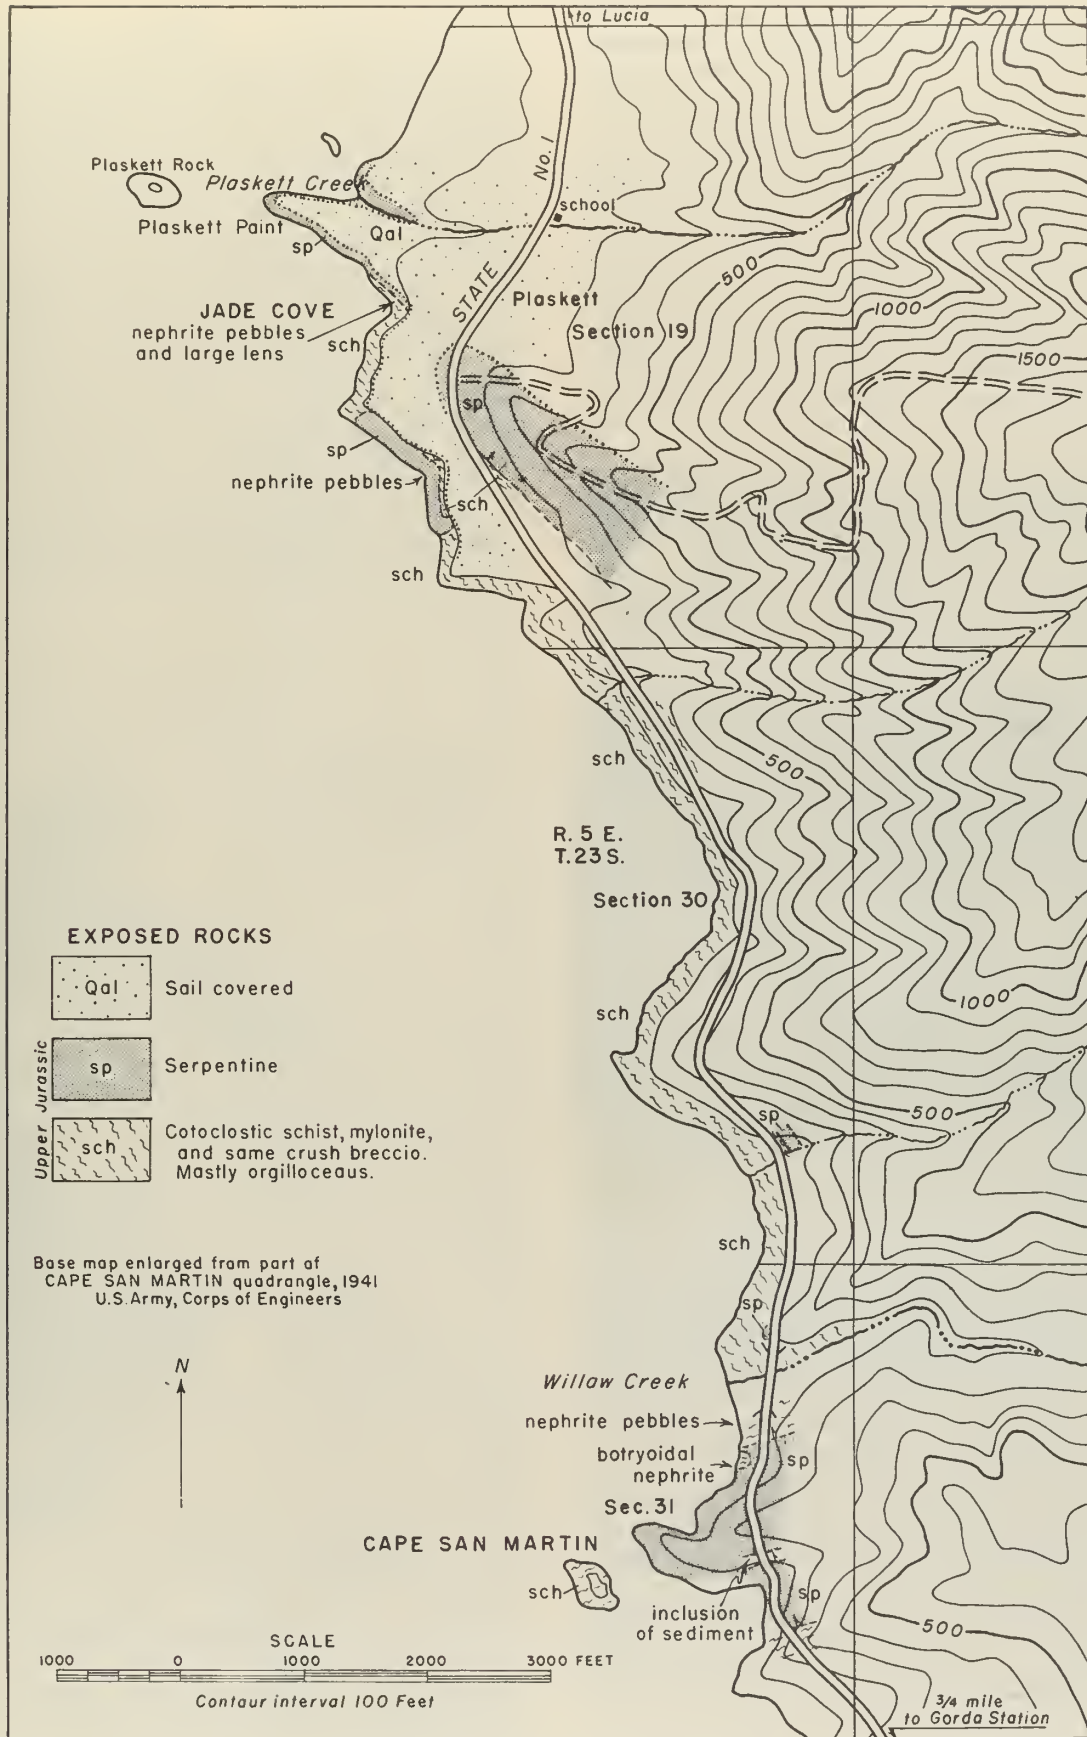 to Lucia
Plaskett Rock
Plaskett Creek
No. 1
school
Plaskett Paint
Qal
sp
500
STATE
Plaskett
JADE COVE
nephrite pebbles
and large lens
Section 19
1000
sch
1500
sp
sp
nephrite pebbles
sch
sch
sch
500
R. 5 E.
T. 23 S.
Section 30
EXPOSED ROCKS
Qal
Sail covered
sch
1000
Upper Jurassic
sp
Serpentine
500
sp
sch
Cotoclostic schist, mylonite,
and same crush breccio.
Mastly orgilloceaus.
sch
Base map enlarged fram part af
CAPE SAN MARTIN quadrangle, 1941
U.S. Army, Corps of Engineers
sp
N
Willaw Creek
nephrite pebbles
botryoidal
nephrite
sp
Sec. 31
CAPE SAN MARTIN
sch
sp
inclusion
of sediment
500
SCALE
1000 0 1000 2000 3000 FEET
Contaur interval 100 Feet
3/4 mile
to Gorda Station